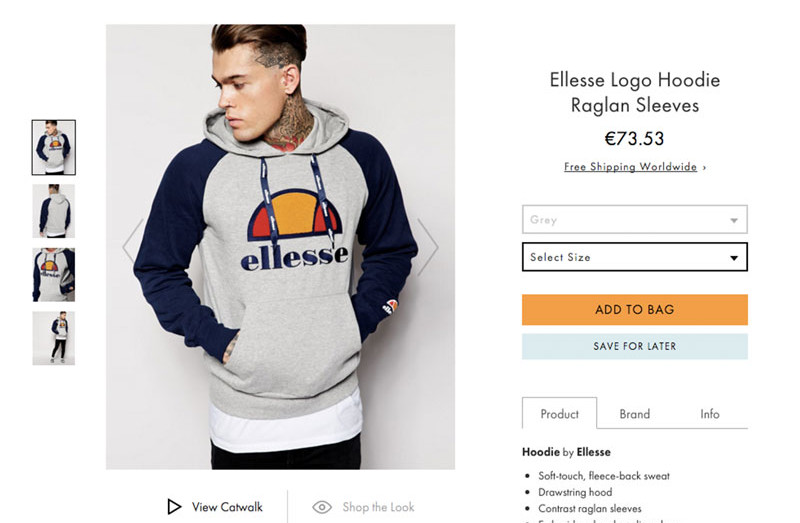 ellesse
Ellesse Logo Hoodie
Raglan Sleeves
€73.53
Free Shipping Worldwide ›
Grey
Select Size
ADD TO BAG
SAVE FOR LATER
Product Brand Info
Hoodie by Ellesse
Soft-touch, fleece-back sweat
Drawstring hood
Contrast raglan sleeves
View Catwalk
Shop the Look